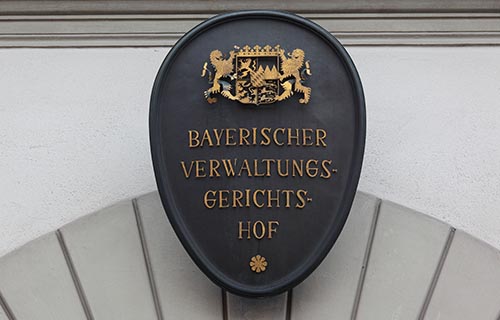 BAYERISCHER
VERWALTUNGS-
GERICHTS-
HOF